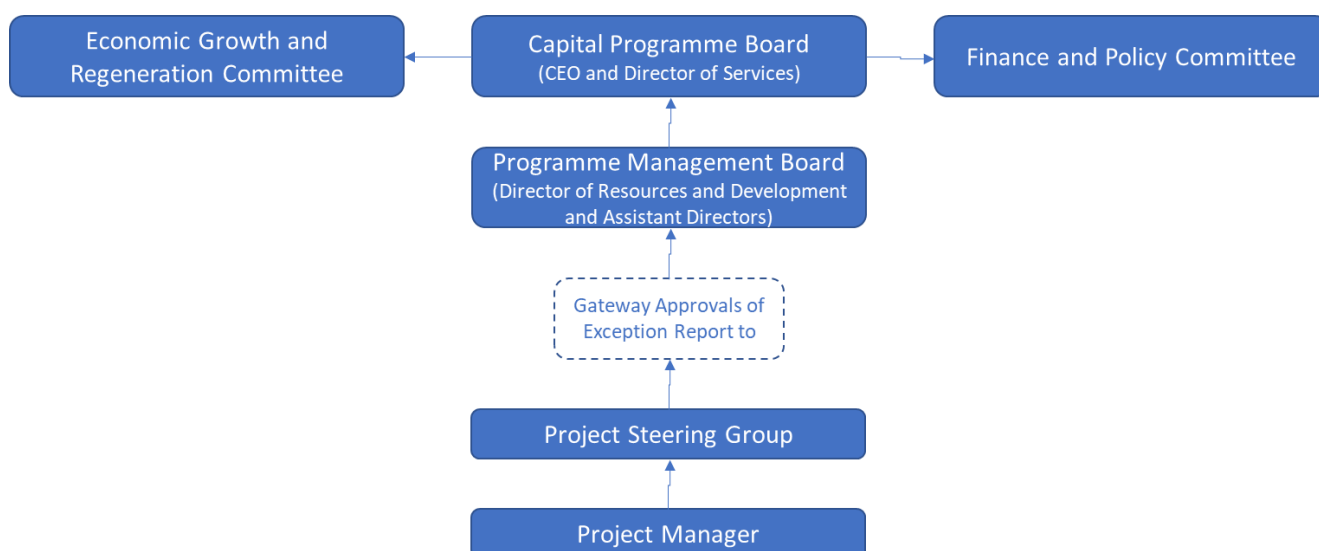 Economic Growth and
Regeneration Committee
Capital Programme Board
(CEO and Director of Services)
Finance and Policy Committee
Programme Management Board
(Director of Resources and Development
and Assistant Directors)
Gateway Approvals of
Exception Report to
Project Steering Group
Project Manager